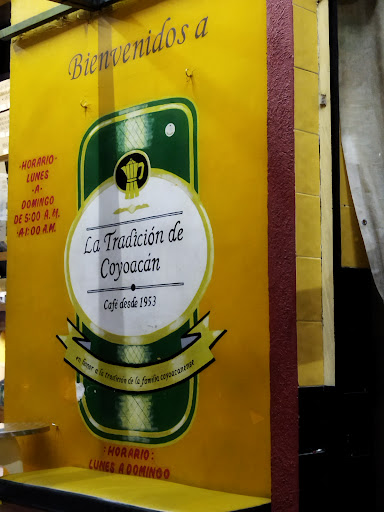 Bienvenidos a
-HORARIO-
LUNES
-A-
DOMINGO
DE 5:00 A.M.
-A1:00 A.M.
La Tradición de
Coyoacán
Café desde 1953
en honor a la tradición de la familia coyoacanense
:HORARIO:
LUNES A DOMINGO